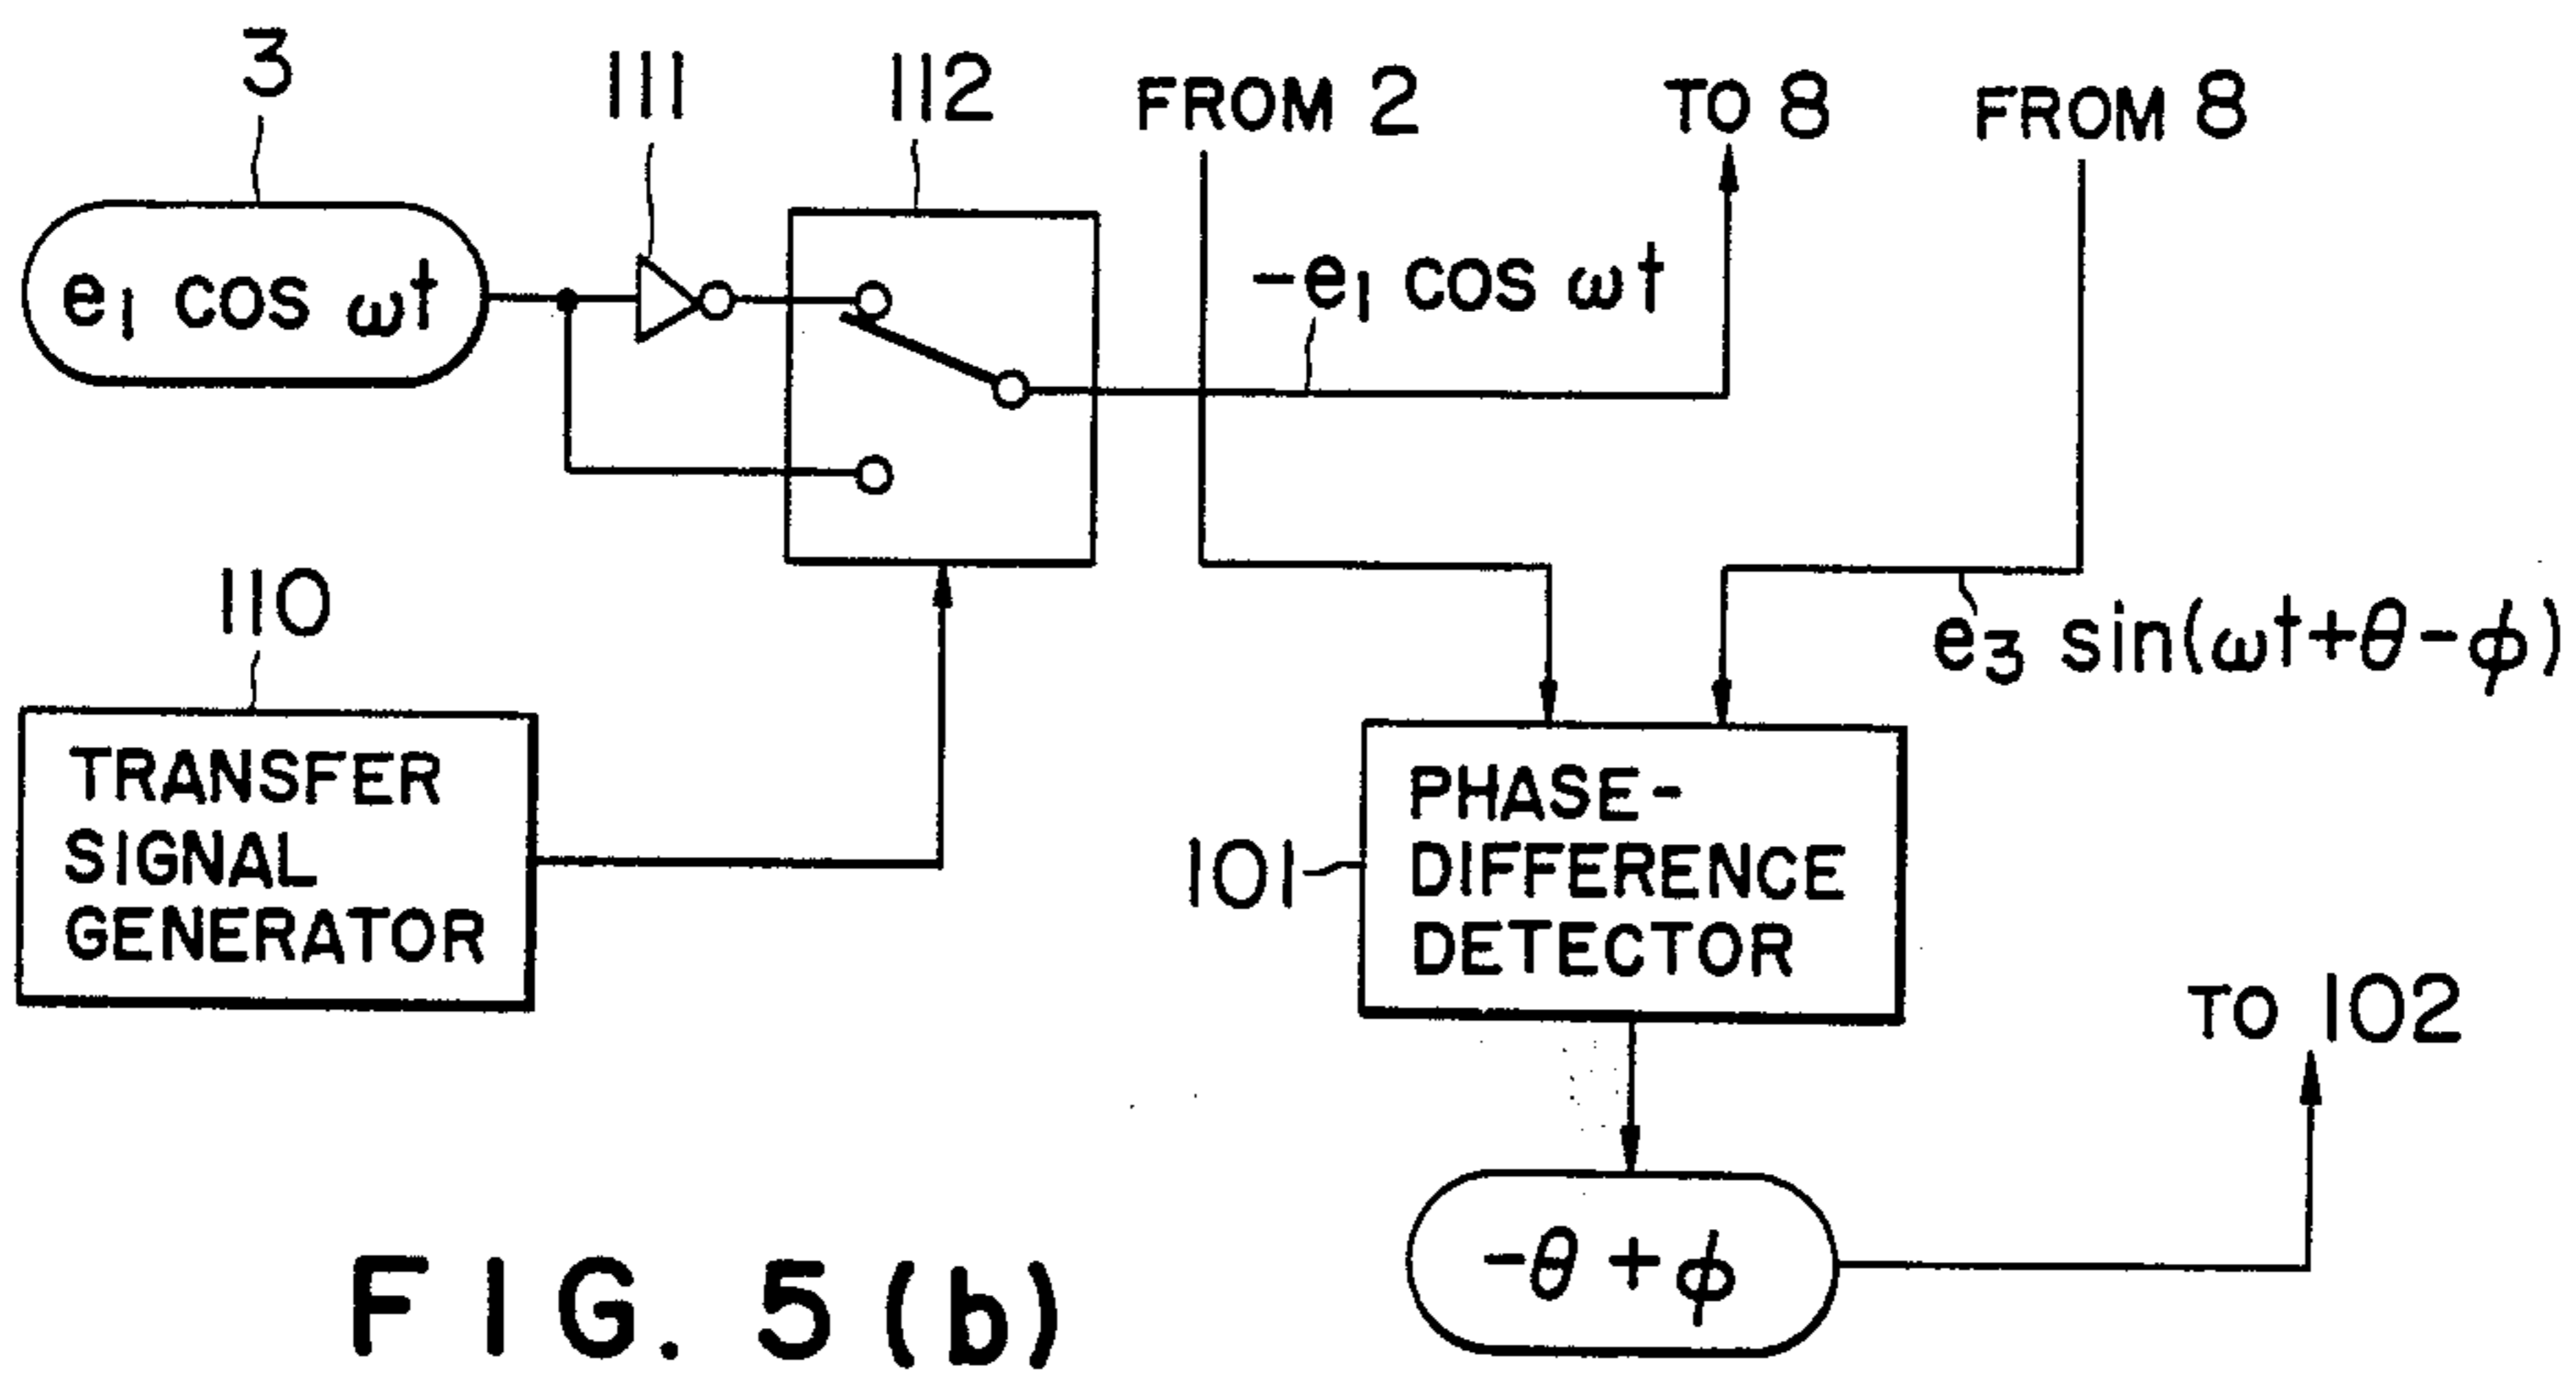 3
111
112
FROM 2
TO 8
FROM 8
e₁ cos ωt
-e₁ cos ωt
110
e₃ sin(ωt+θ-ϕ)
TRANSFER
SIGNAL
GENERATOR
101
PHASE-
DIFFERENCE
DETECTOR
TO 102
-θ+ϕ
FIG. 5(b)